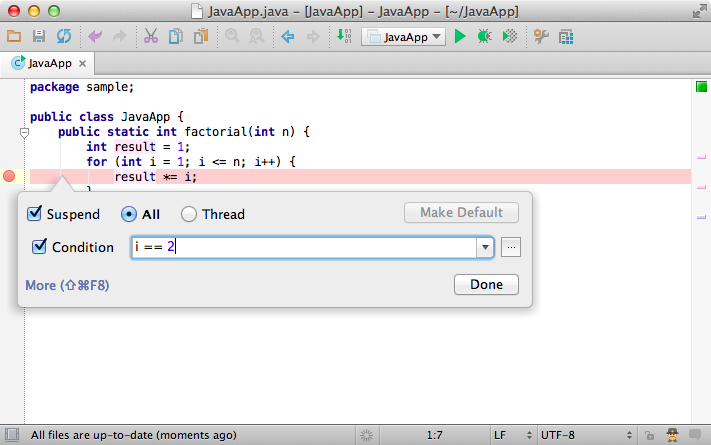 JavaApp.java – [JavaApp] – JavaApp – [~/JavaApp]
JavaApp
JavaApp
package sample;
public class JavaApp {
public static int factorial(int n) {
int result = 1;
for (int i = 1; i <= n; i++) {
result *= i;
}
Suspend All Thread Make Default
Condition i == 2 ...
More (⇧⌘F8) Done
All files are up-to-date (moments ago) 1:7 LF UTF-8